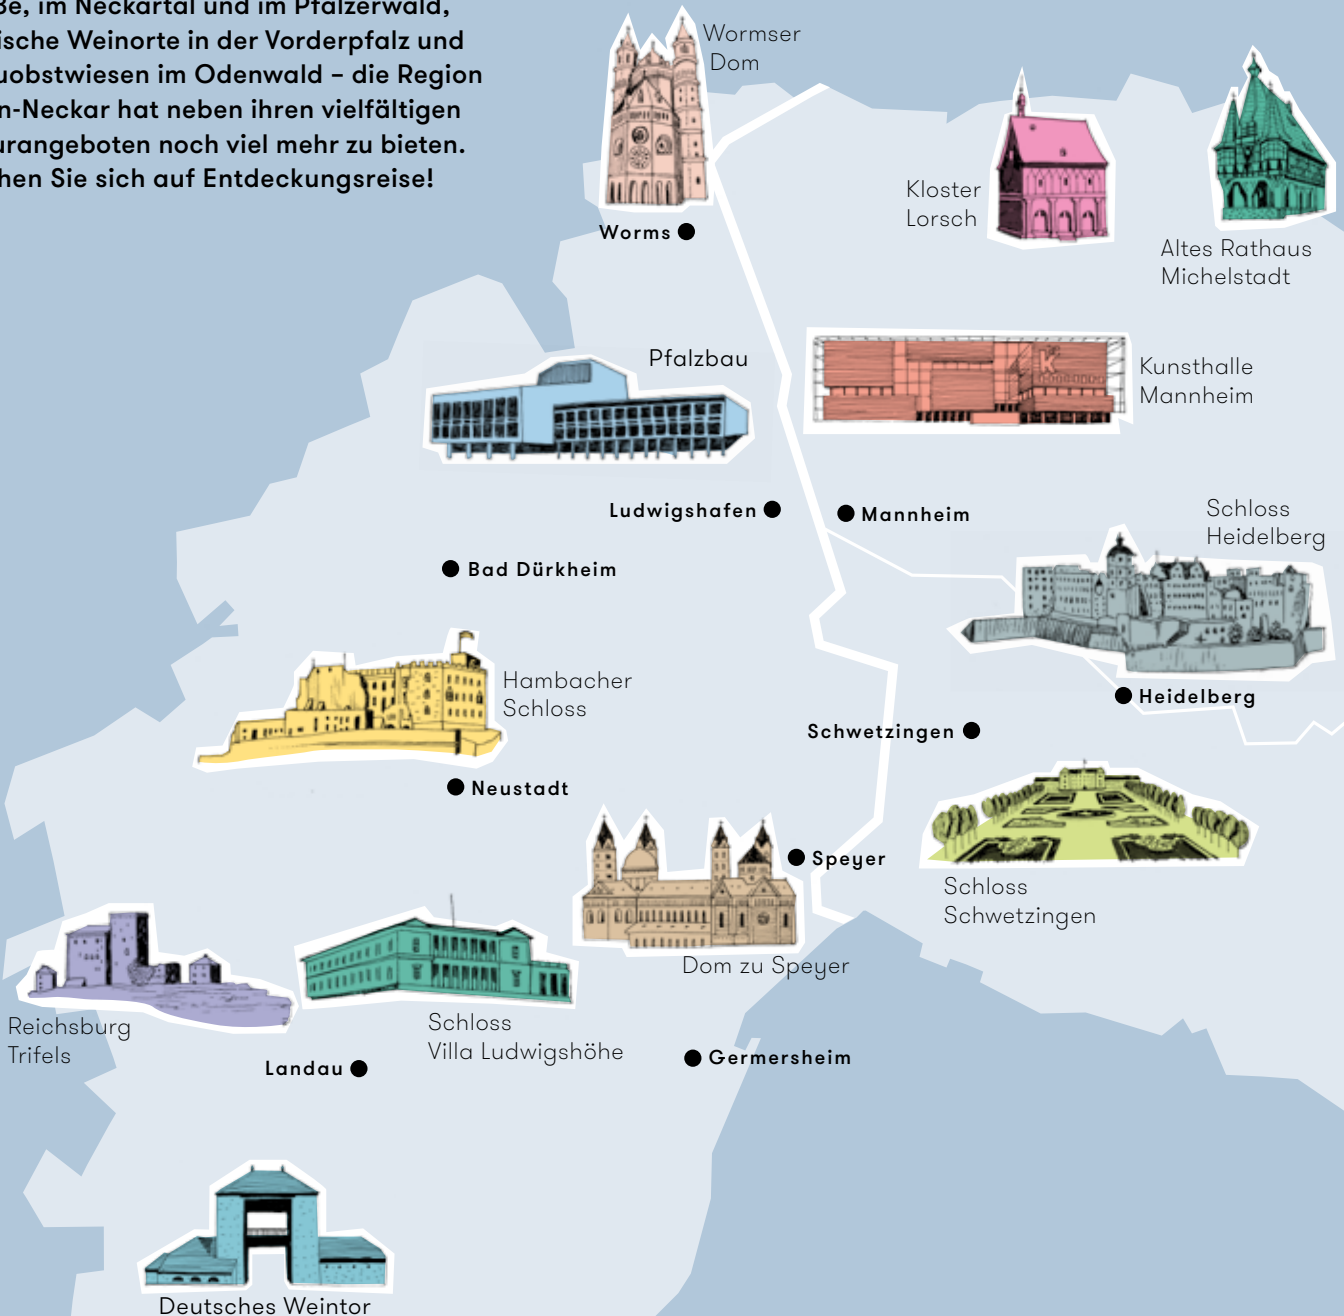 ße, im Neckartal und im Pfälzerwald,
ische Weinorte in der Vorderpfalz und
uobstwiesen im Odenwald – die Region
n-Neckar hat neben ihren vielfältigen
urangeboten noch viel mehr zu bieten.
hen Sie sich auf Entdeckungsreise!
Wormser
Dom
Kloster
Lorsch
Altes Rathaus
Michelstadt
Worms
Pfalzbau
K
Kunsthalle
Mannheim
Ludwigshafen
Mannheim
Schloss
Heidelberg
Bad Dürkheim
Hambacher
Schloss
Heidelberg
Schwetzingen
Neustadt
Speyer
Schloss
Schwetzingen
Dom zu Speyer
Reichsburg
Trifels
Schloss
Villa Ludwigshöhe
Landau
Germersheim
Deutsches Weintor